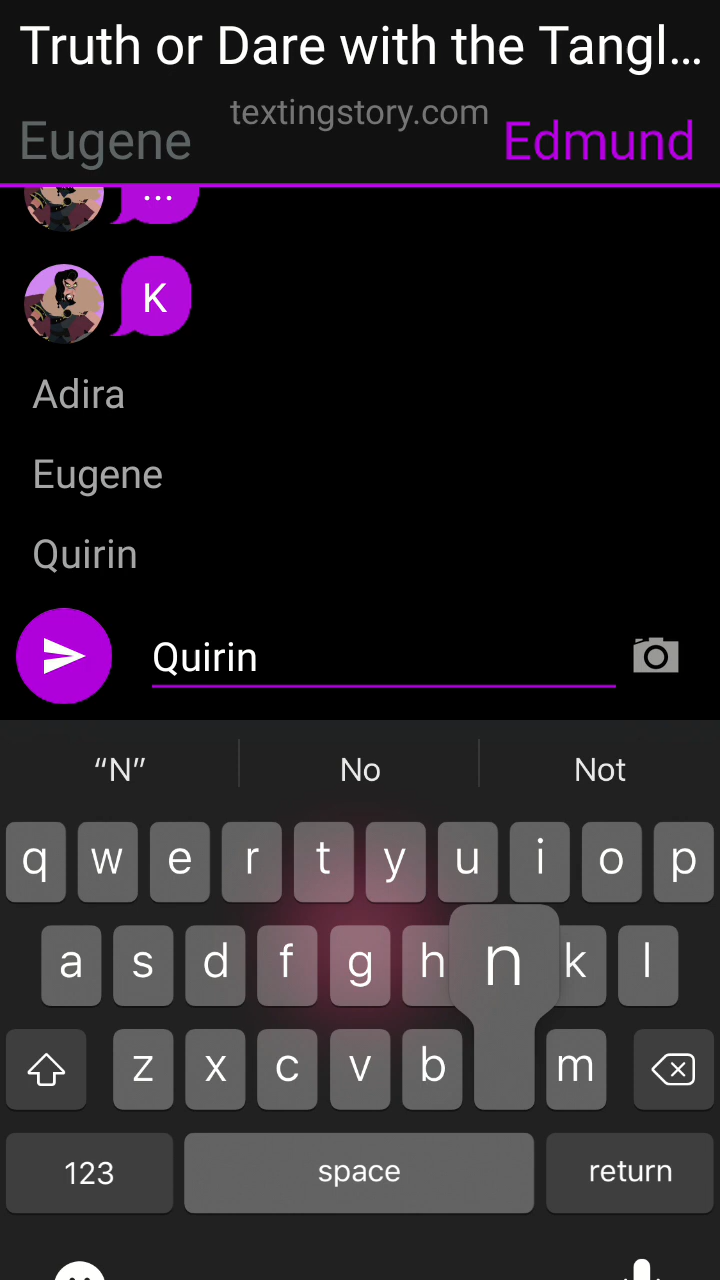 Truth or Dare with the Tangl...
textingstory.com
Eugene
Edmund
...
K
Adira
Eugene
Quirin
Quirin
“N”
No
Not
q w e r t y u i o p
a s d f g h n k l
z x c v b m
123
space
return